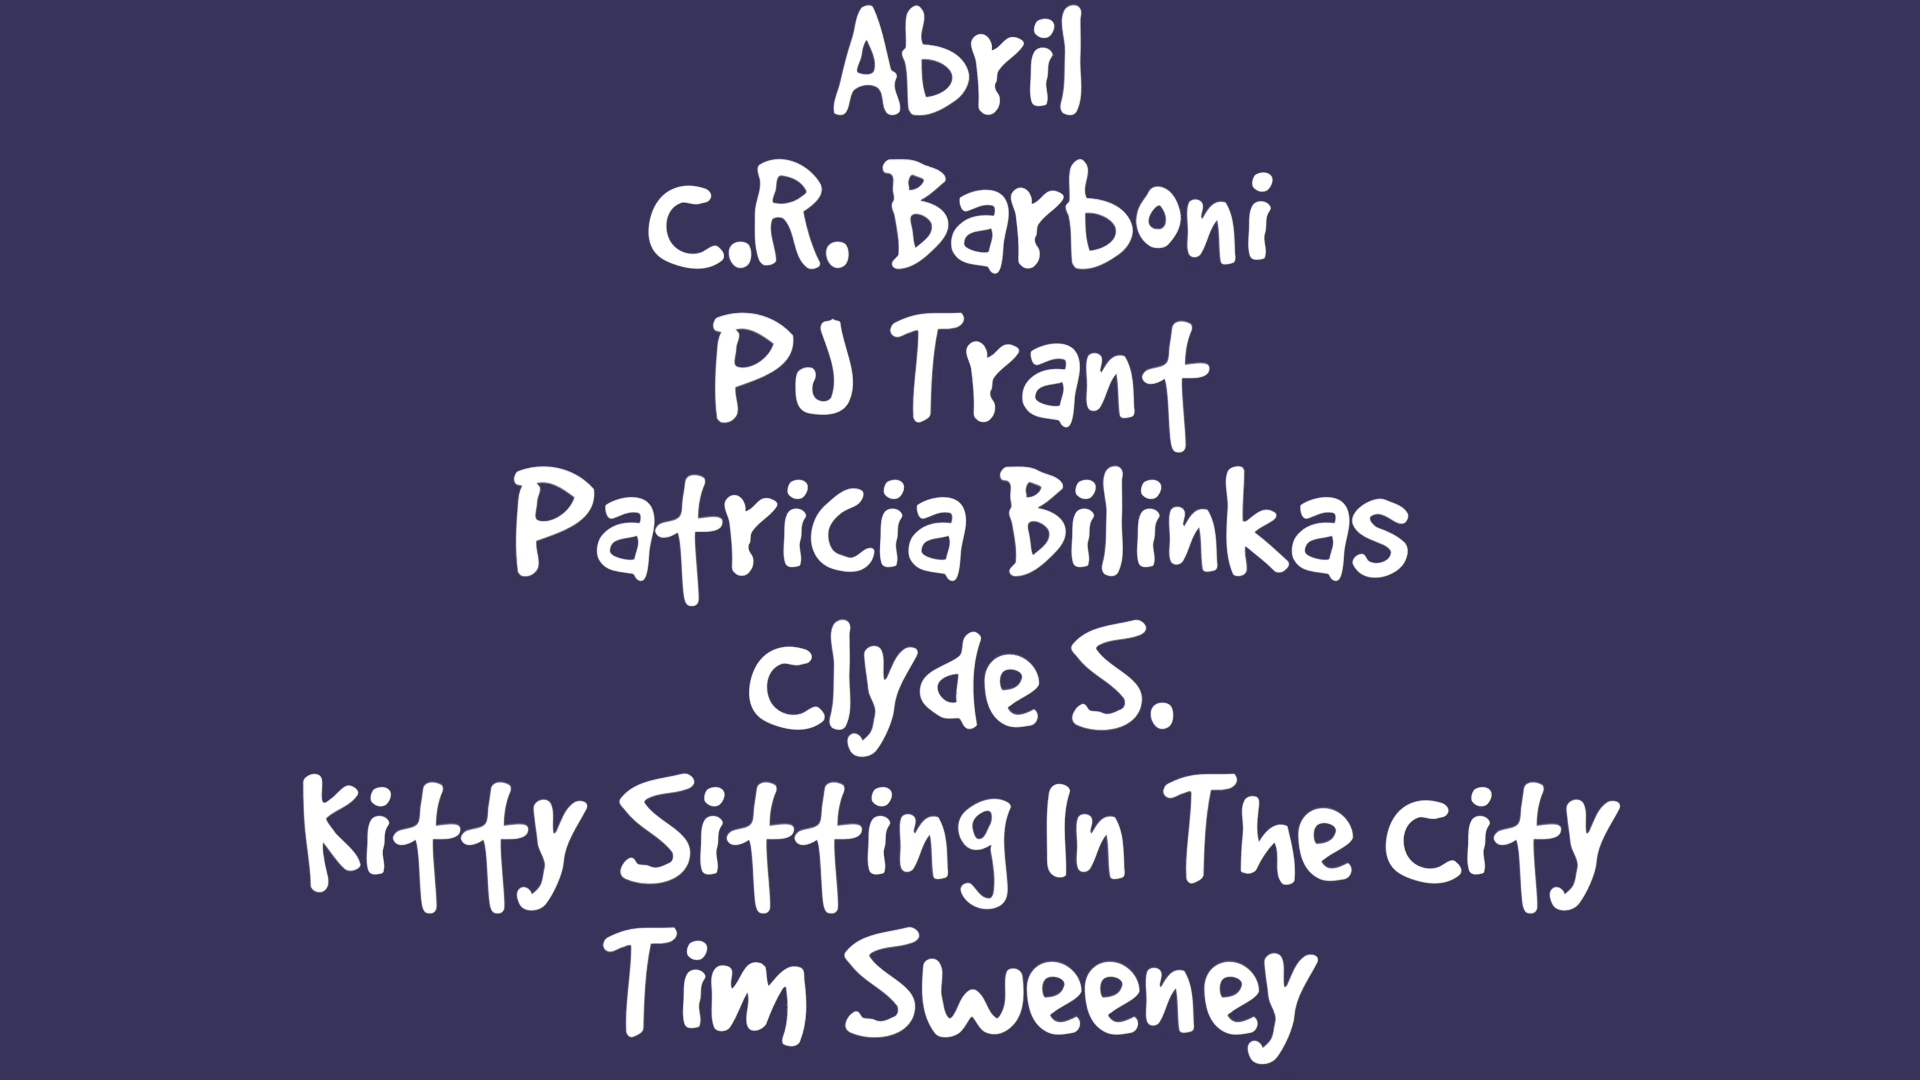 Abril
C.R. Barboni
PJ Trant
Patricia Bilinkas
Clyde S.
Kitty Sitting In The City
Tim Sweeney